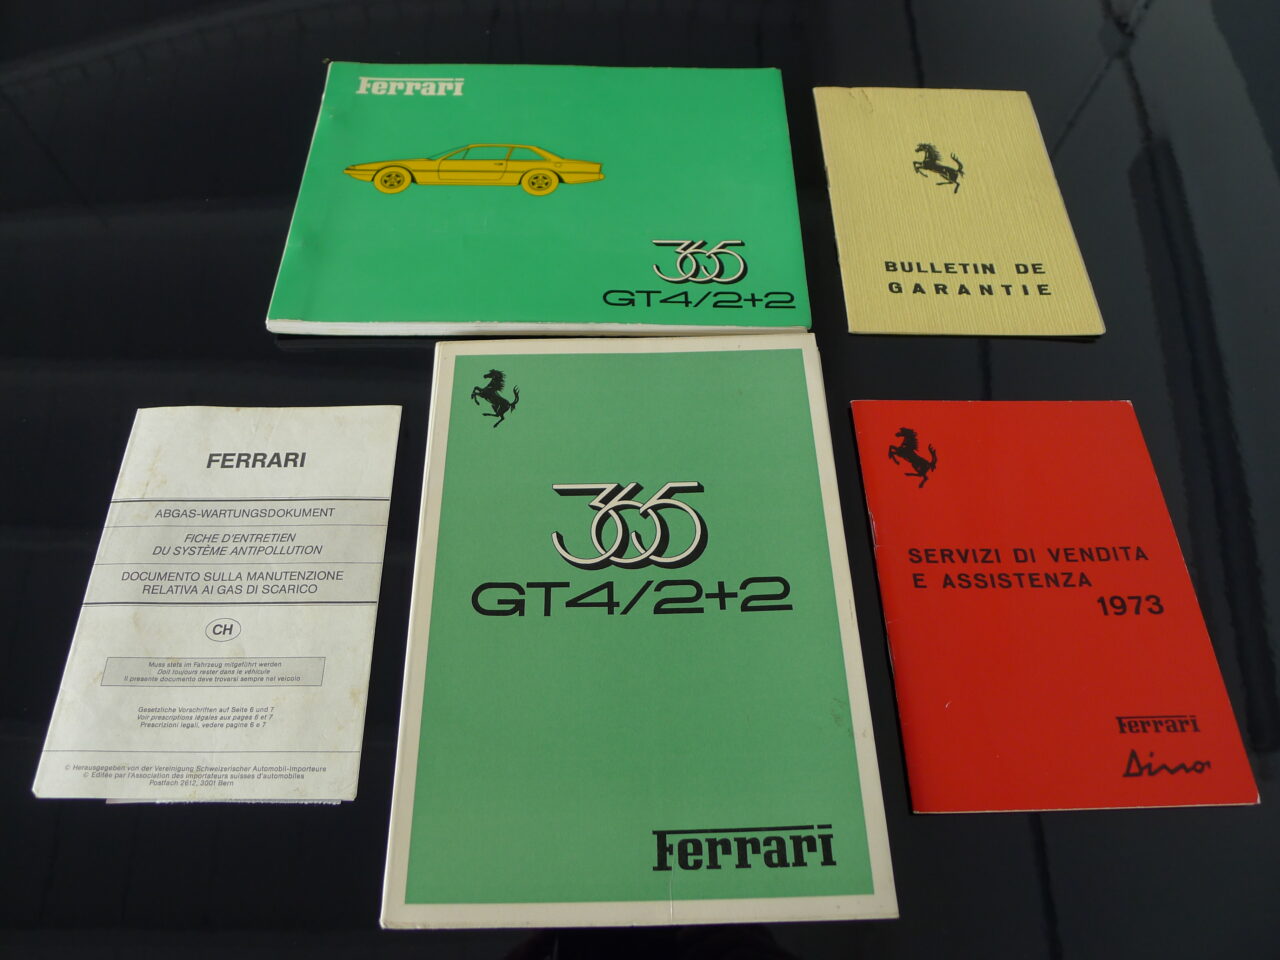 Ferrari
365
GT4/2+2
BULLETIN DE
GARANTIE
FERRARI
ABGAS-WARTUNGSDOKUMENT
FICHE D'ENTRETIEN
DU SYSTÈME ANTIPOLLUTION
DOCUMENTO SULLA MANUTENZIONE
RELATIVA AI GAS DI SCARICO
CH
Muss stets im Fahrzeug mitgeführt werden
Doit toujours rester dans le véhicule
Il presente documento deve trovarsi sempre nel veicolo
Gesetzliche Vorschriften auf Seite 6 und 7
Voir prescriptions légales aux pages 6 et 7
Prescrizioni legali, vedere pagine 6 e 7
© Herausgegeben von der Vereinigung Schweizerischer Automobil-Importeure
© Editée par l'Association des importateurs suisses d'automobiles
Postfach 2612, 3001 Bern
365
GT4/2+2
Ferrari
SERVIZI DI VENDITA
E ASSISTENZA
1973
Ferrari
Dino